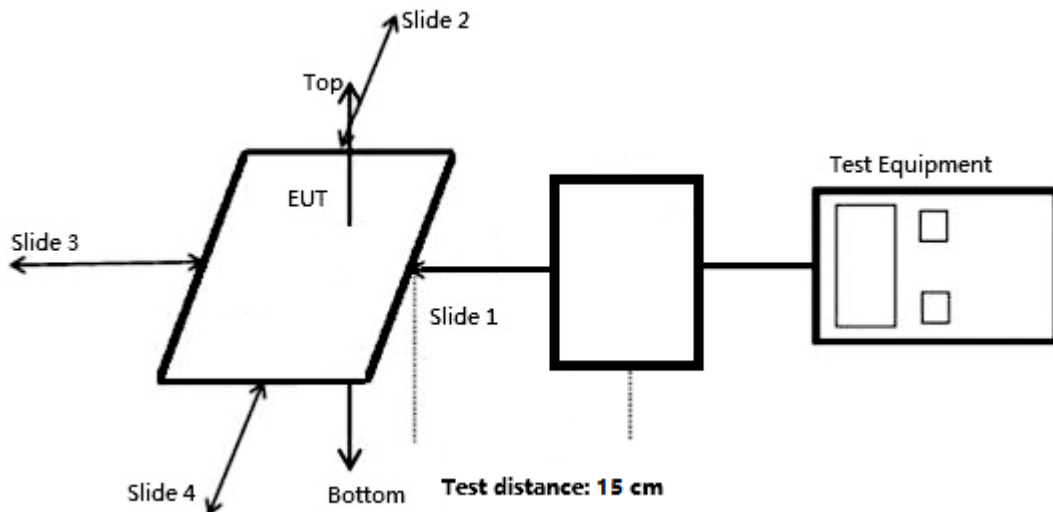 Slide 2
Top
Test Equipment
EUT
Slide 3
Slide 1
Slide 4
Bottom
Test distance: 15 cm